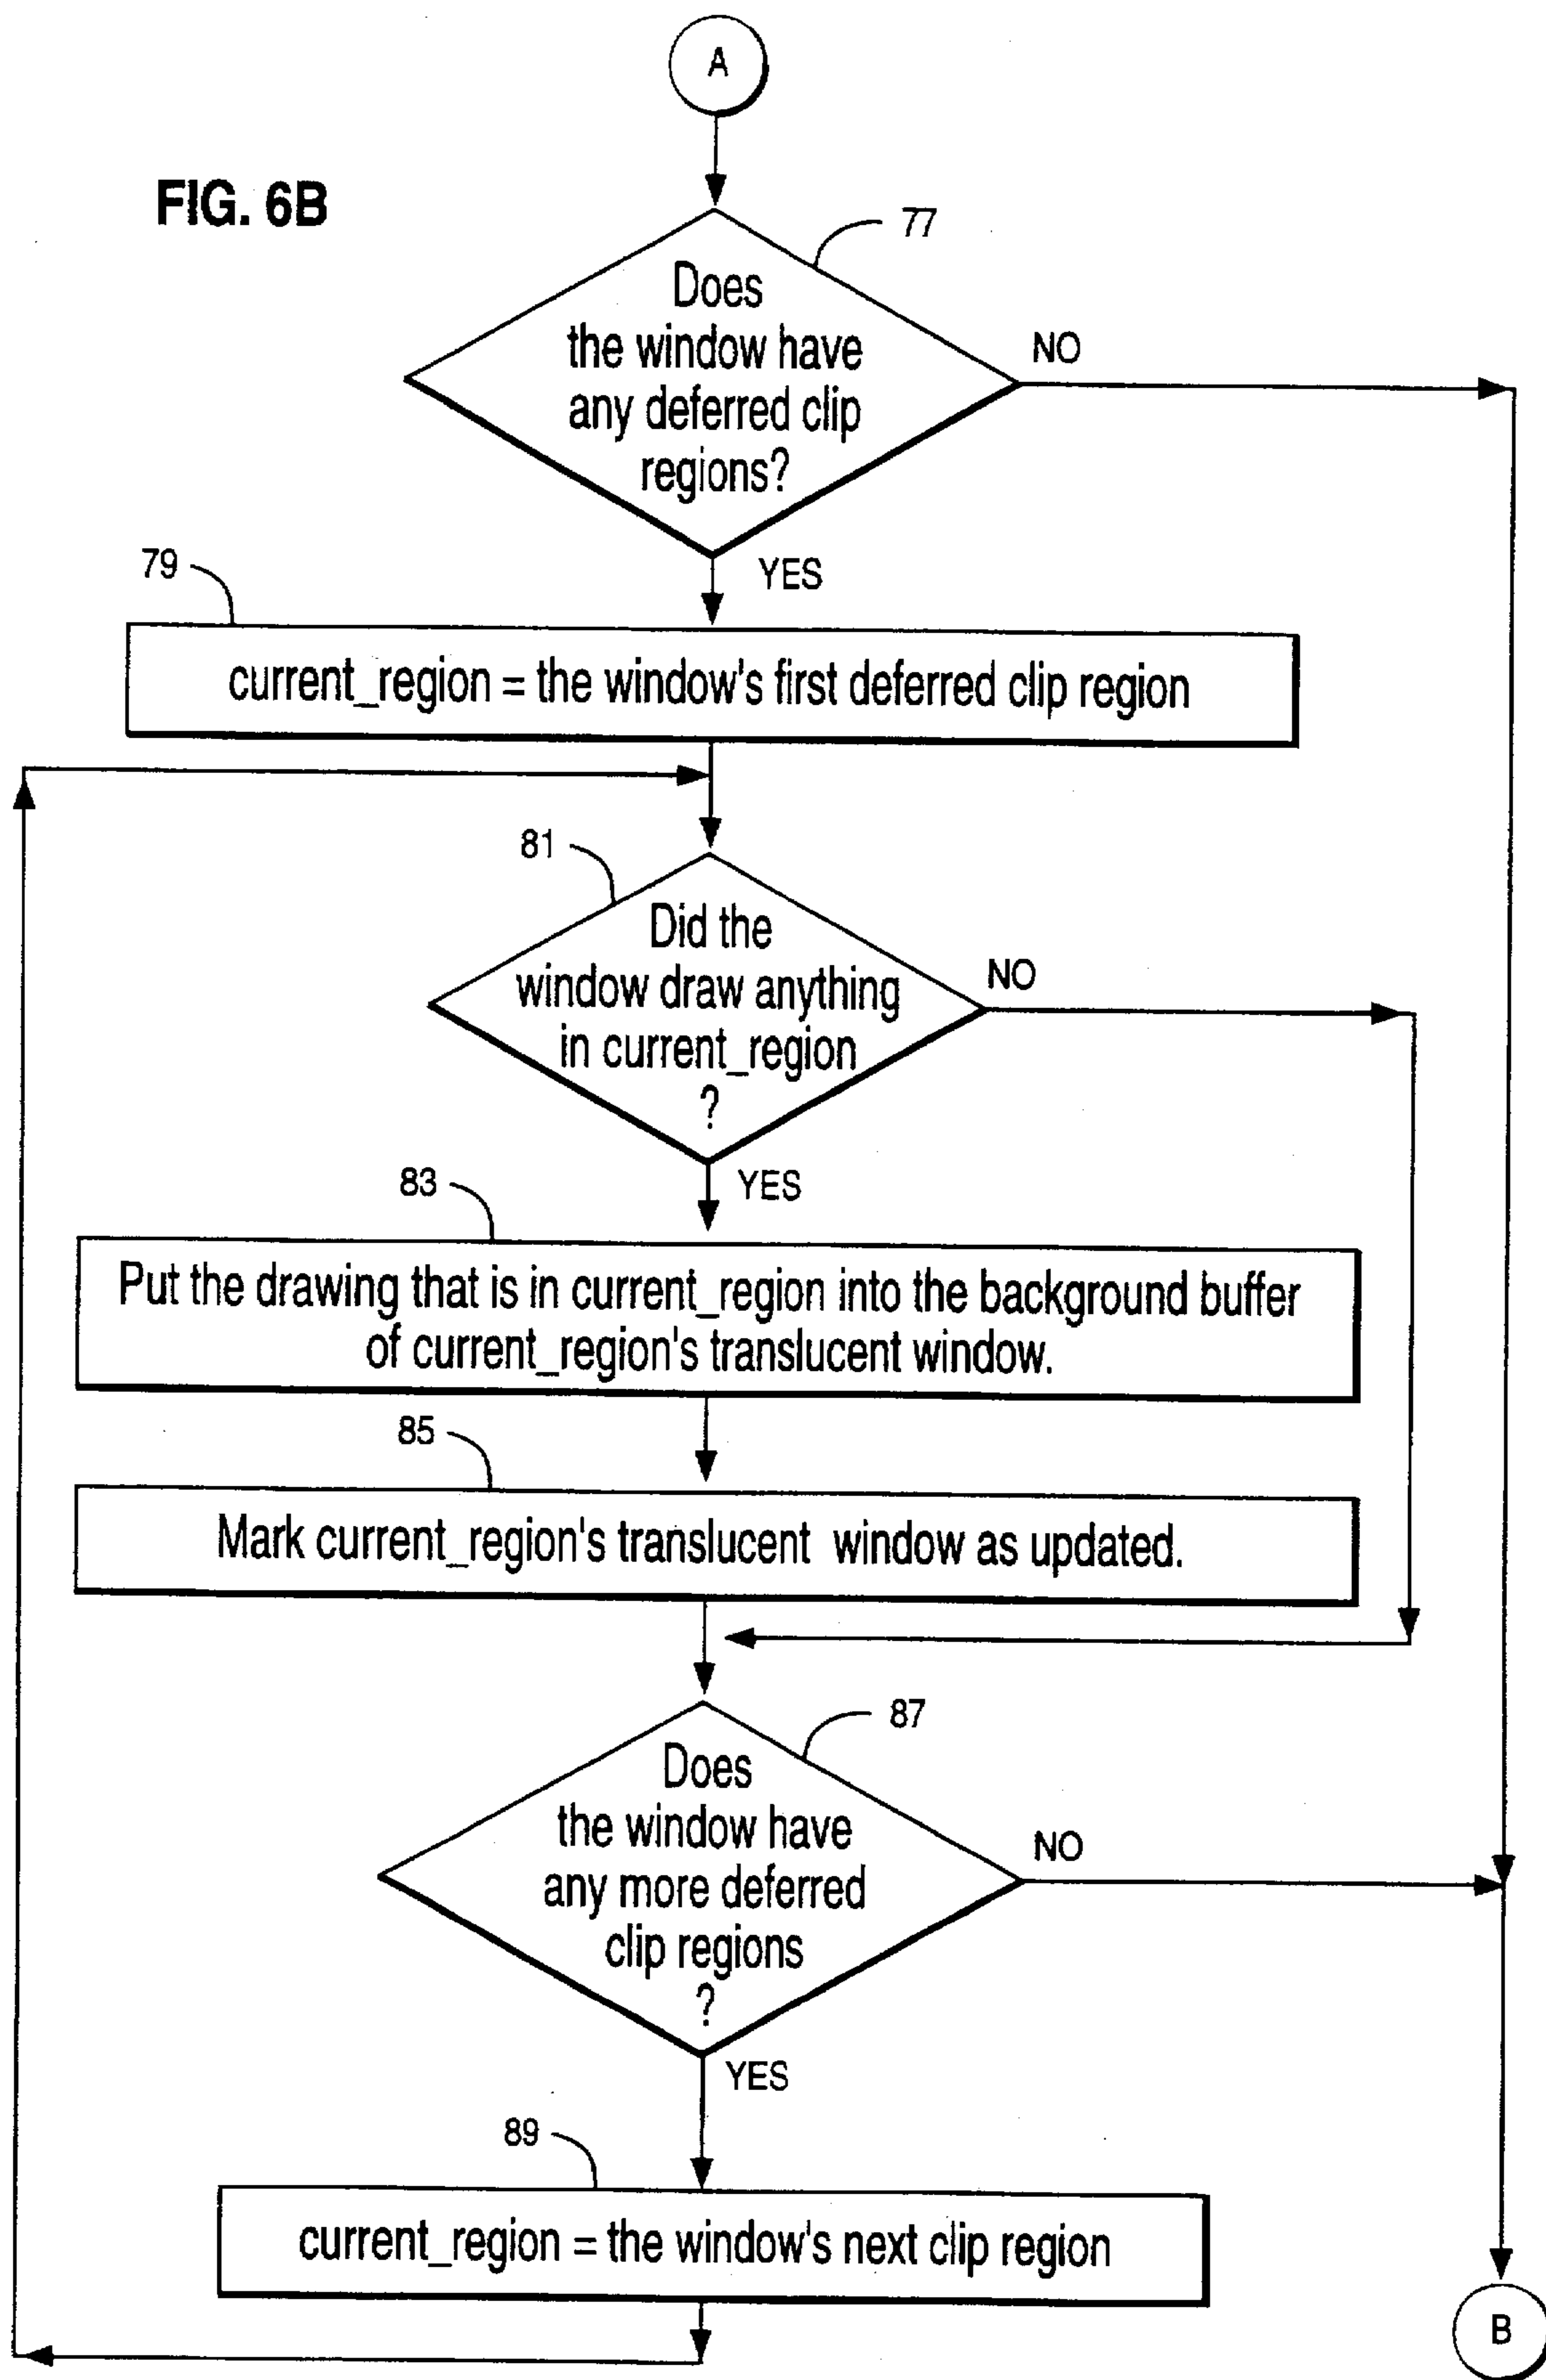 A
FIG. 6B
77
Does
the window have
any deferred clip
regions?
NO
YES
79
current_region = the window's first deferred clip region
81
Did the
window draw anything
in current_region
?
NO
YES
83
Put the drawing that is in current_region into the background buffer
of current_region's translucent window.
85
Mark current_region's translucent window as updated.
87
Does
the window have
any more deferred
clip regions
?
NO
YES
89
current_region = the window's next clip region
B